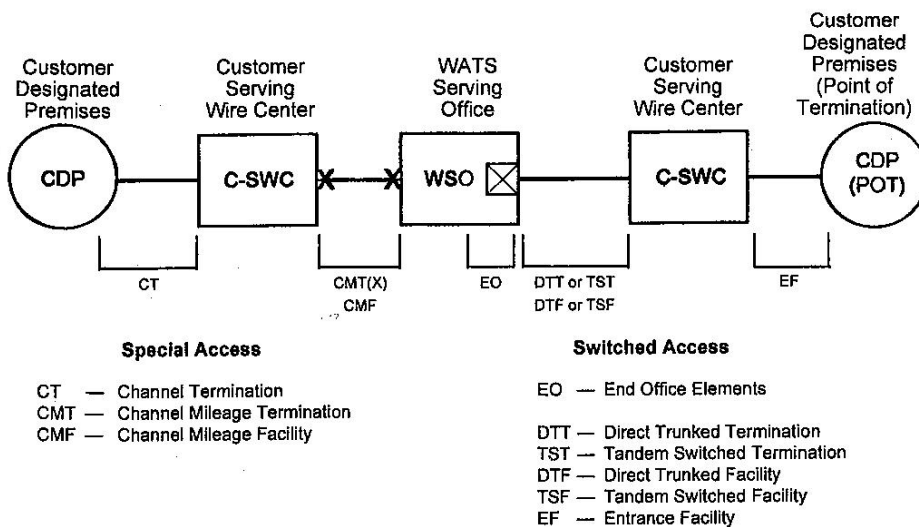 Customer
Designated
Premises
Customer
Serving
Wire Center
WATS
Serving
Office
Customer
Serving
Wire Center
Customer
Designated
Premises
(Point of
Termination)
CDP
C-SWC
X
X
WSO
C-SWC
CDP
(POT)
CT
CMT(X)
CMF
EO
DTT or TST
DTF or TSF
EF
Special Access
CT — Channel Termination
CMT — Channel Mileage Termination
CMF — Channel Mileage Facility
Switched Access
EO — End Office Elements
DTT — Direct Trunked Termination
TST — Tandem Switched Termination
DTF — Direct Trunked Facility
TSF — Tandem Switched Facility
EF — Entrance Facility